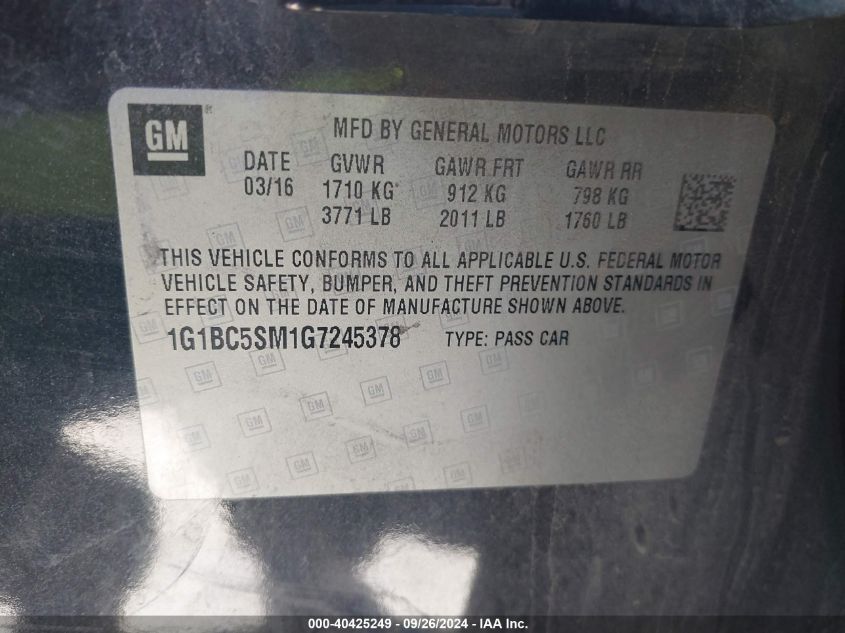 GM
MFD BY GENERAL MOTORS LLC
DATE GVWR GAWR FRT GAWR RR
03/16 1710 KG 912 KG 798 KG
3771 LB 2011 LB 1760 LB
THIS VEHICLE CONFORMS TO ALL APPLICABLE U.S. FEDERAL MOTOR
VEHICLE SAFETY, BUMPER, AND THEFT PREVENTION STANDARDS IN
EFFECT ON THE DATE OF MANUFACTURE SHOWN ABOVE.
1G1BC5SM1G7245378 TYPE: PASS CAR
000-40425249 - 09/26/2024 - IAA Inc.